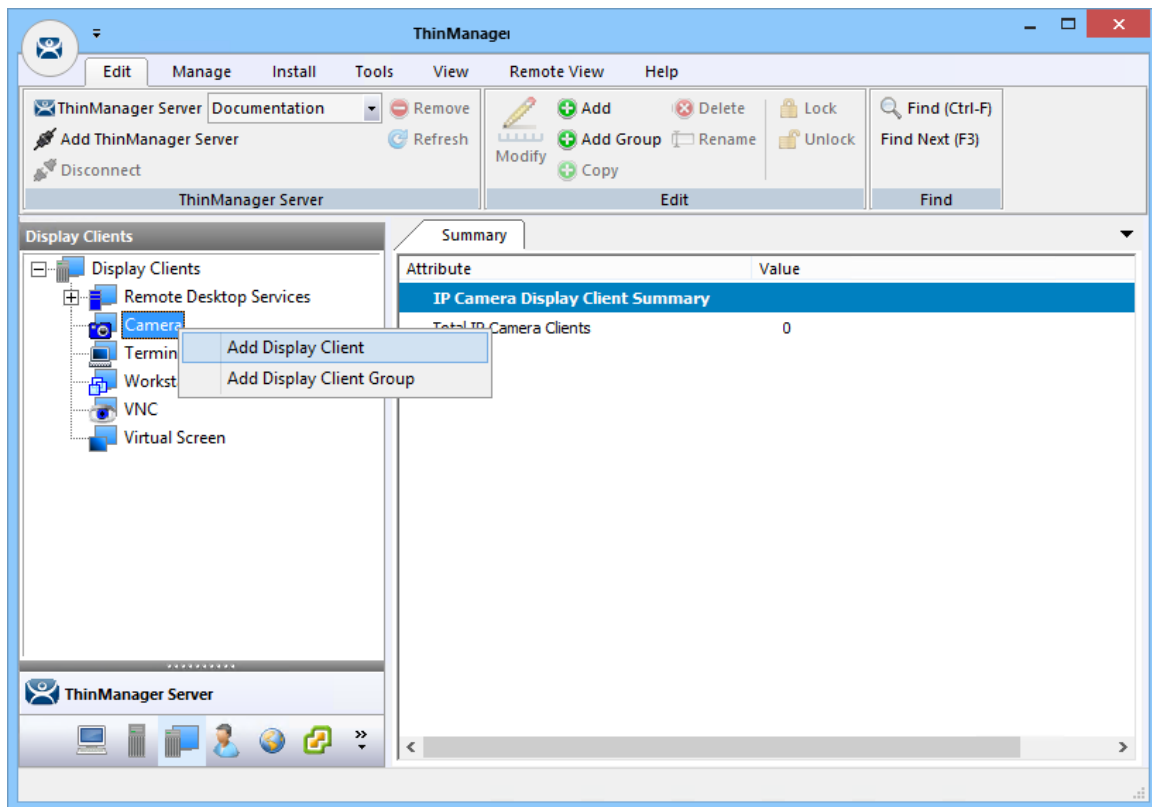 ThinManager
Edit Manage Install Tools View Remote View Help
ThinManager Server Documentation Remove Add Delete Lock Find (Ctrl-F)
Add ThinManager Server Refresh Modify Add Group Rename Unlock Find Next (F3)
Disconnect Copy
ThinManager Server Edit Find
Display Clients Summary
Display Clients Attribute Value
Remote Desktop Services IP Camera Display Client Summary
Camera Total IP Camera Clients 0
Termin Add Display Client
Workst Add Display Client Group
VNC
Virtual Screen
ThinManager Server